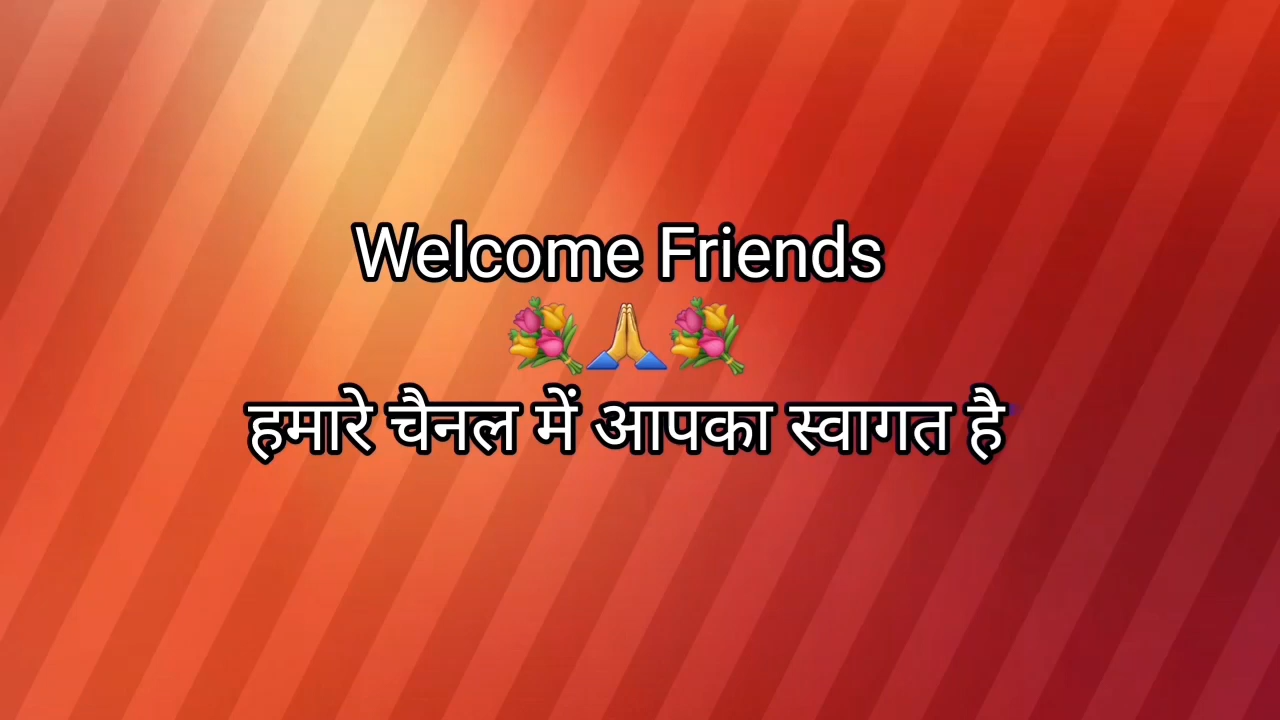 Welcome Friends
💐🙏💐
हमारे चैनल में आपका स्वागत है